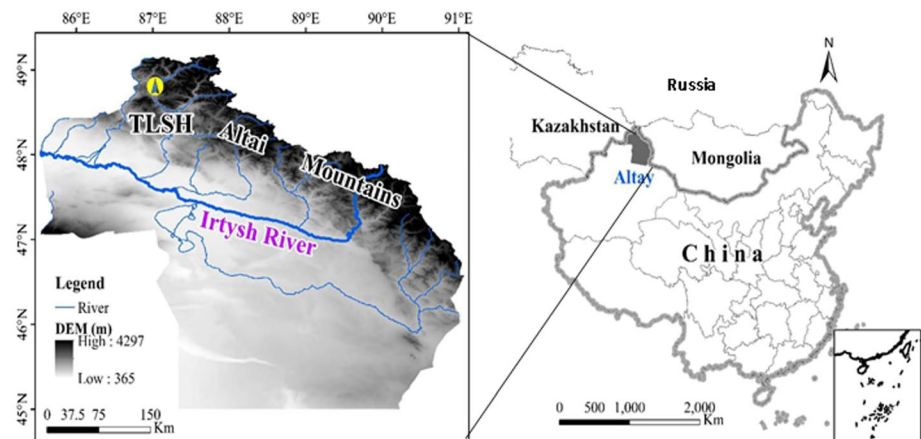 86°E 87°E 88°E 89°E 90°E 91°E
49°N
48°N
47°N
46°N
45°N
TLSH
Altai
Mountains
Irtysh River
Legend
River
DEM (m)
High : 4297
Low : 365
0 37.5 75 150
Km
N
Russia
Kazakhstan
Mongolia
Altay
China
0 500 1,000 2,000
Km